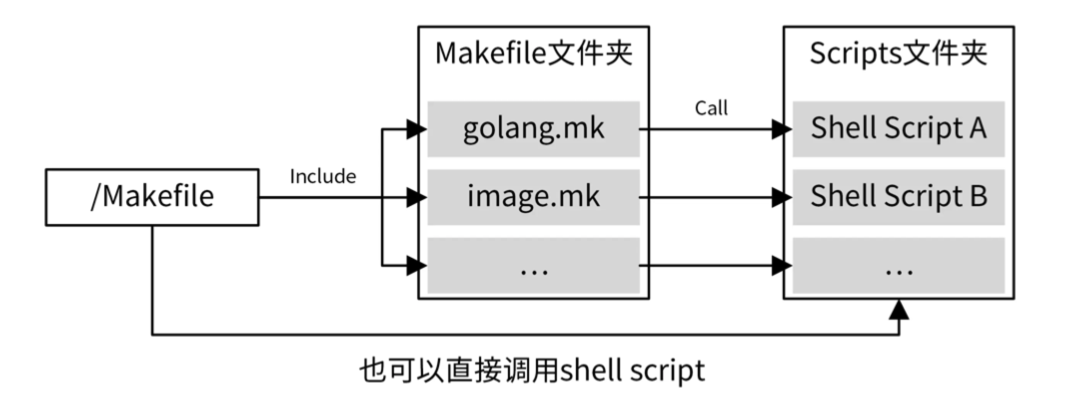 Makefile文件夹
Scripts文件夹
golang.mk
Call
Shell Script A
/Makefile
Include
image.mk
Shell Script B
...
...
也可以直接调用shell script